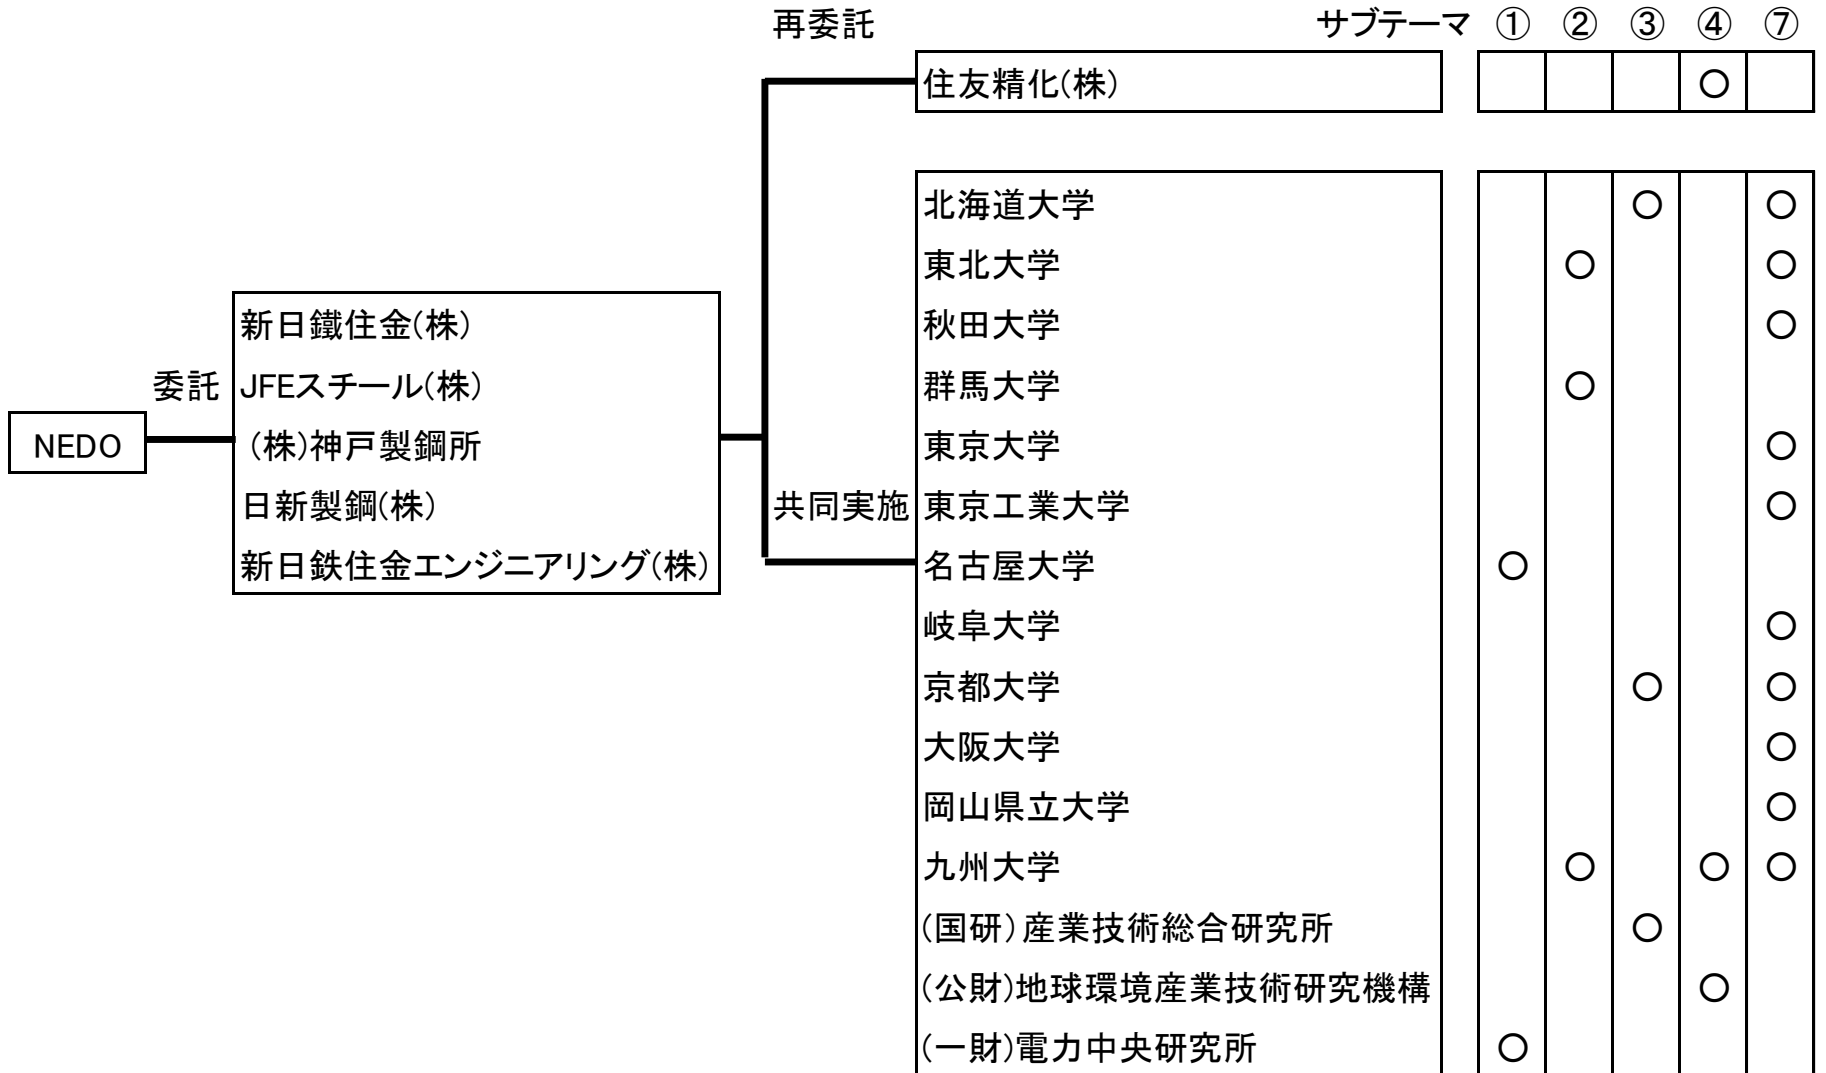 再委託 サブテーマ ① ② ③ ④ ⑦
住友精化(株) ○
北海道大学 ○ ○
東北大学 ○ ○
新日鐵住金(株) 秋田大学 ○
委託 JFEスチール(株) 群馬大学 ○
NEDO (株)神戸製鋼所 東京大学 ○
日新製鋼(株) 共同実施 東京工業大学 ○
新日鉄住金エンジニアリング(株) 名古屋大学 ○
岐阜大学 ○
京都大学 ○ ○
大阪大学 ○
岡山県立大学 ○
九州大学 ○ ○ ○
(国研)産業技術総合研究所 ○
(公財)地球環境産業技術研究機構 ○
(一財)電力中央研究所 ○